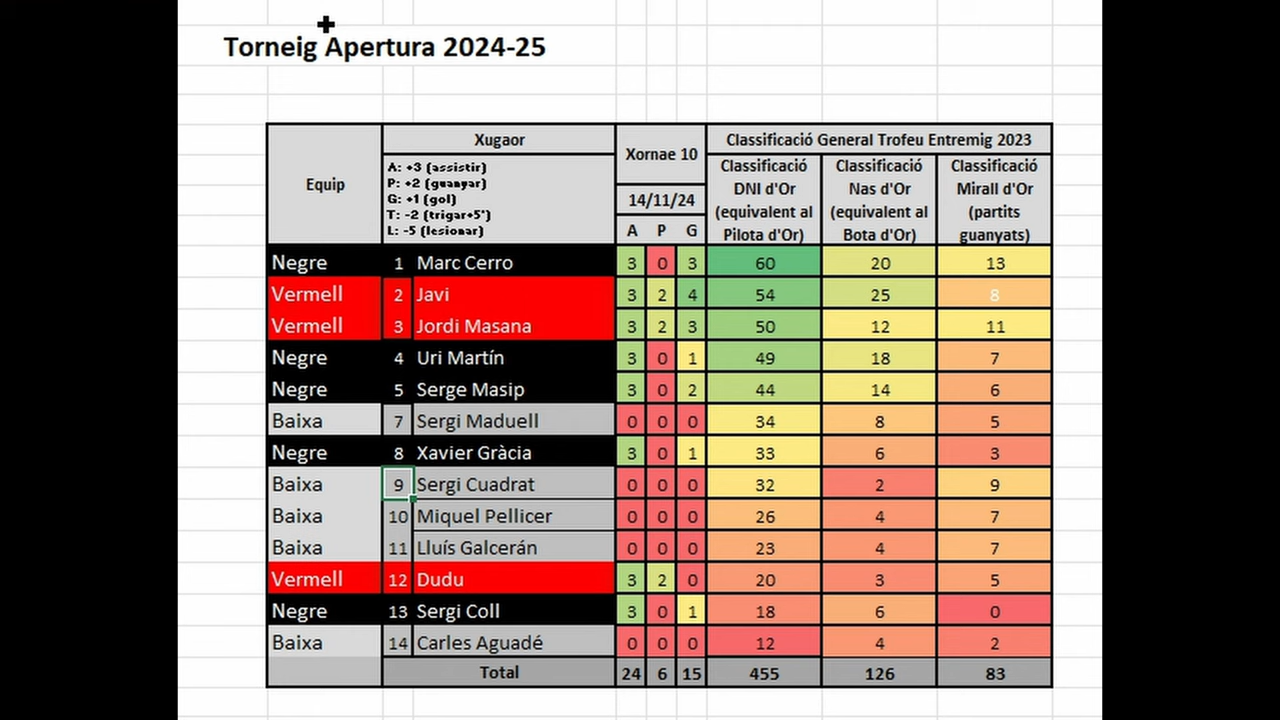 Torneig Apertura 2024-25
Equip Xugaor Xornae 10 Classificació General Trofeu Entremig 2023
A: +3 (assistir)
P: +2 (guanyar)
G: +1 (gol)
T: -2 (trigar+5')
L: -5 (lesionar)
14/11/24
A P G
Classificació
DNI d'Or
(equivalent al
Pilota d'Or)
Classificació
Nas d'Or
(equivalent al
Bota d'Or)
Classificació
Mirall d'Or
(partits
guanyats)
Negre 1 Marc Cerro 3 0 3 60 20 13
Vermell 2 Javi 3 2 4 54 25 8
Vermell 3 Jordi Masana 3 2 3 50 12 11
Negre 4 Uri Martín 3 0 1 49 18 7
Negre 5 Serge Masip 3 0 2 44 14 6
Baixa 7 Sergi Maduell 0 0 0 34 8 5
Negre 8 Xavier Gràcia 3 0 1 33 6 3
Baixa 9 Sergi Cuadrat 0 0 0 32 2 9
Baixa 10 Miquel Pellicer 0 0 0 26 4 7
Baixa 11 Lluís Galcerán 0 0 0 23 4 7
Vermell 12 Dudu 3 2 0 20 3 5
Negre 13 Sergi Coll 3 0 1 18 6 0
Baixa 14 Carles Aguadé 0 0 0 12 4 2
Total 24 6 15 455 126 83